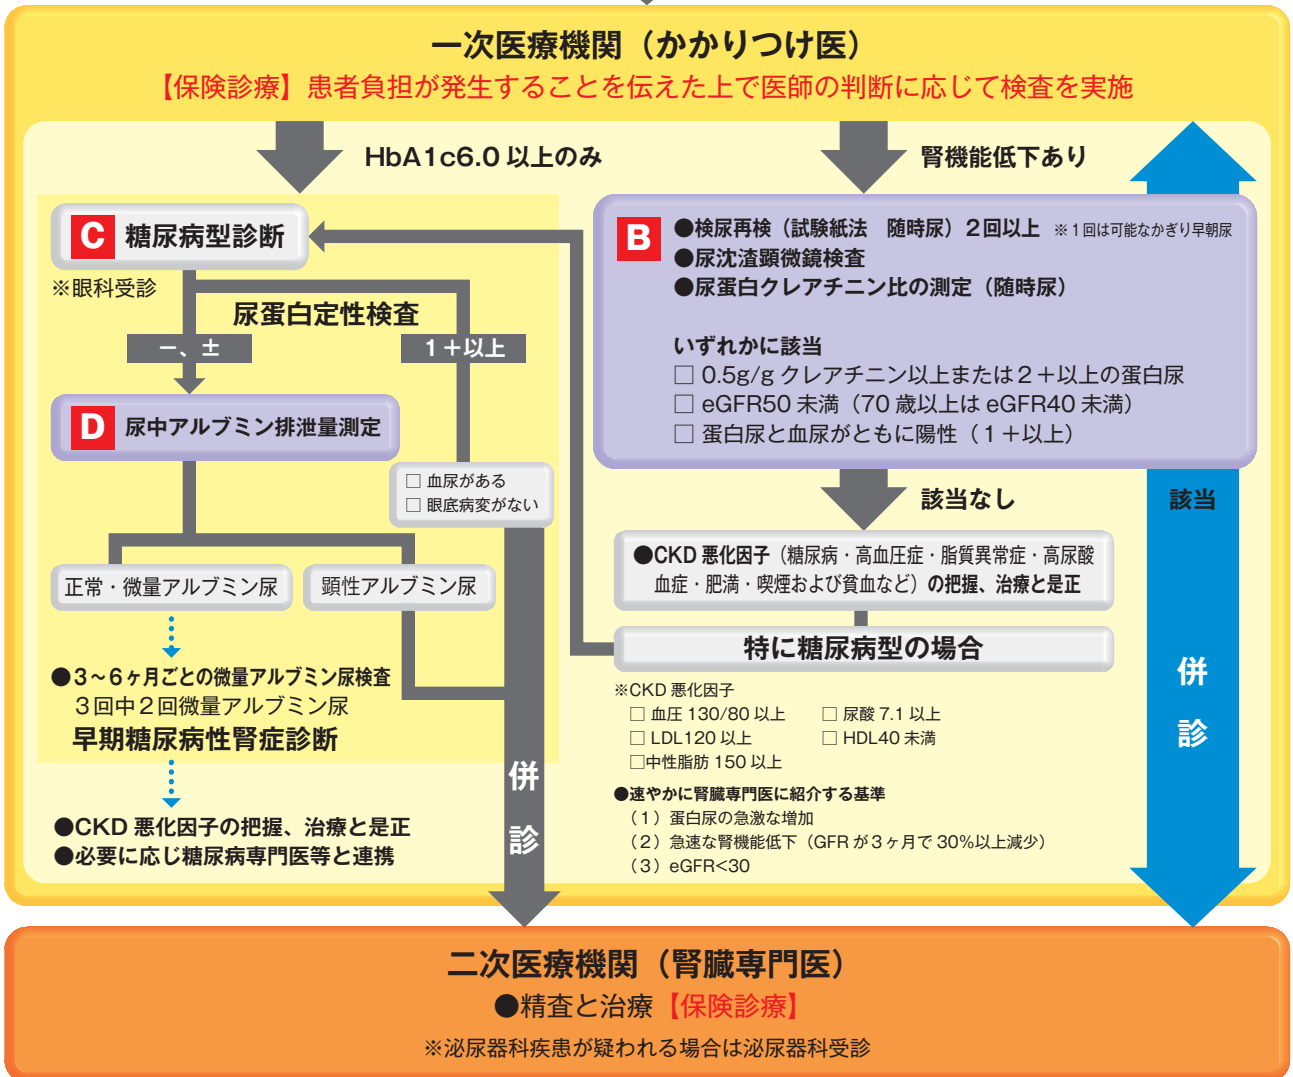 一次医療機関（かかりつけ医）
【保険診療】患者負担が発生することを伝えた上で医師の判断に応じて検査を実施
HbA1c6.0 以上のみ
腎機能低下あり
C 糖尿病型診断
※眼科受診
尿蛋白定性検査
－、±
1＋以上
D 尿中アルブミン排泄量測定
□ 血尿がある
□ 眼底病変がない
正常・微量アルブミン尿
顕性アルブミン尿
●３～６ヶ月ごとの微量アルブミン尿検査
３回中２回微量アルブミン尿
早期糖尿病性腎症診断
●CKD 悪化因子の把握、治療と是正
●必要に応じ糖尿病専門医等と連携
併診
B
●検尿再検（試験紙法　随時尿）２回以上 ※１回は可能なかぎり早朝尿
●尿沈渣顕微鏡検査
●尿蛋白クレアチニン比の測定（随時尿）
いずれかに該当
□ 0.5g/g クレアチニン以上または２＋以上の蛋白尿
□ eGFR50 未満（70 歳以上は eGFR40 未満）
□ 蛋白尿と血尿がともに陽性（１＋以上）
該当なし
該当
●CKD 悪化因子（糖尿病・高血圧症・脂質異常症・高尿酸
血症・肥満・喫煙および貧血など）の把握、治療と是正
特に糖尿病型の場合
※CKD 悪化因子
□ 血圧 130/80 以上
□ 尿酸 7.1 以上
□ LDL120 以上
□ HDL40 未満
□中性脂肪 150 以上
●速やかに腎臓専門医に紹介する基準
（１）蛋白尿の急激な増加
（２）急速な腎機能低下（GFR が３ヶ月で 30%以上減少）
（３）eGFR<30
併診
二次医療機関（腎臓専門医）
●精査と治療【保険診療】
※泌尿器科疾患が疑われる場合は泌尿器科受診